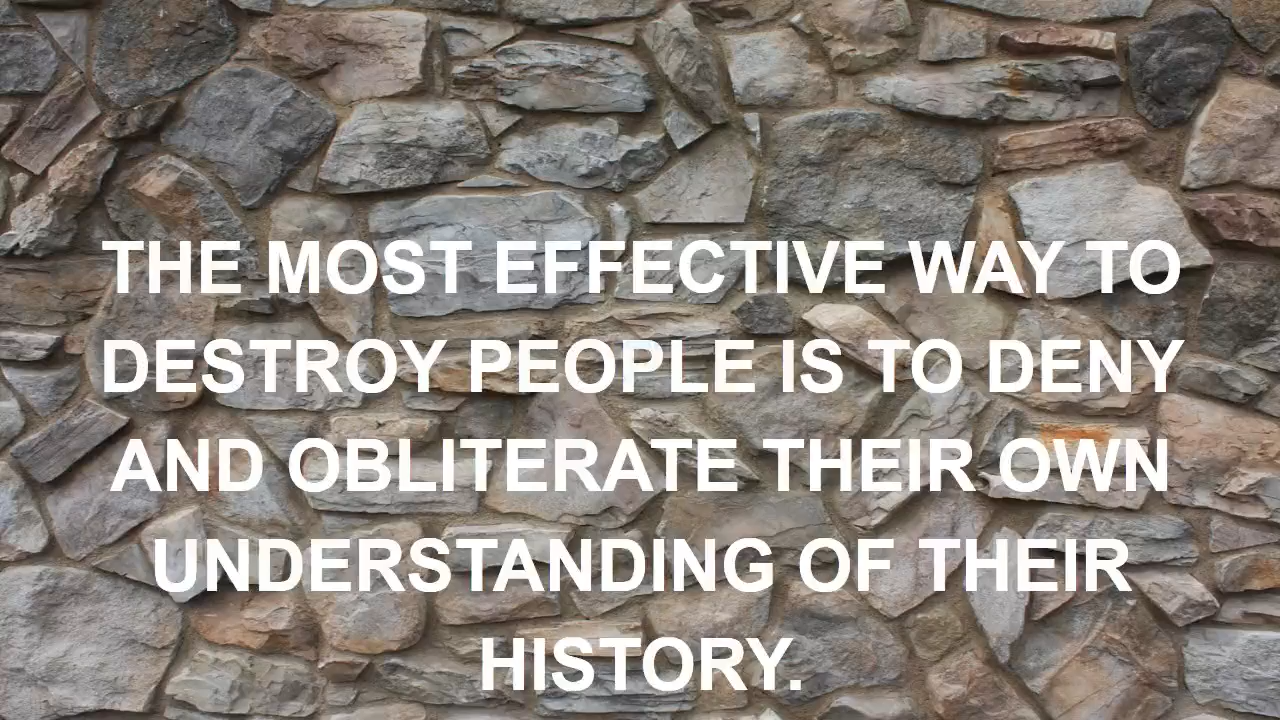 THE MOST EFFECTIVE WAY TO
DESTROY PEOPLE IS TO DENY
AND OBLITERATE THEIR OWN
UNDERSTANDING OF THEIR
HISTORY.